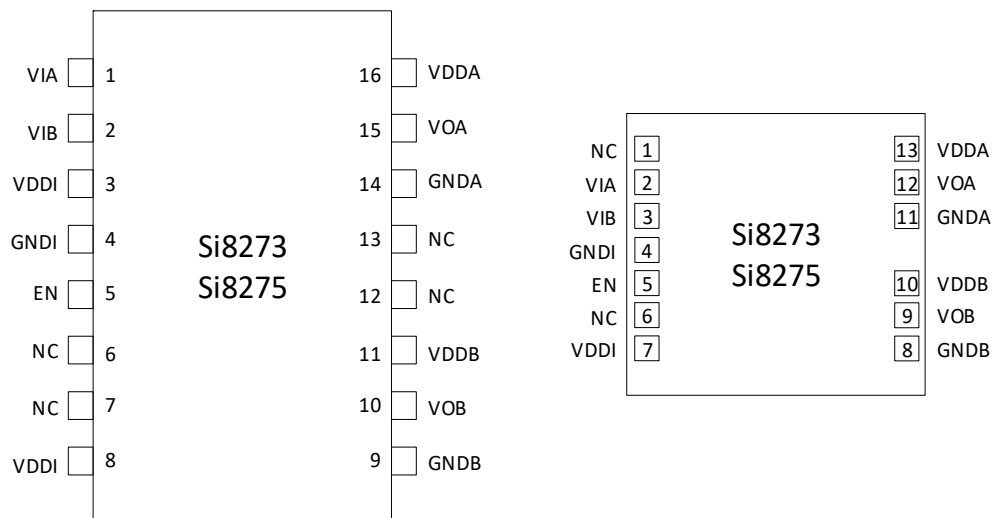 VIA 1 16 VDDA
VIB 2 15 VOA
VDDI 3 14 GNDA
GNDI 4 13 NC
Si8273
Si8275
EN 5 12 NC
NC 6 11 VDDB
NC 7 10 VOB
VDDI 8 9 GNDB
NC 1 13 VDDA
VIA 2 12 VOA
VIB 3 11 GNDA
Si8273
GNDI 4
Si8275
EN 5 10 VDDB
NC 6 9 VOB
VDDI 7 8 GNDB